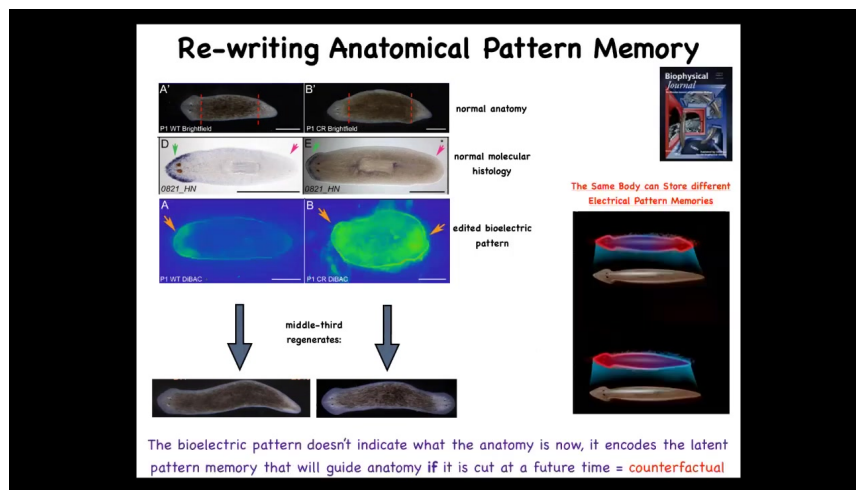 Re-writing Anatomical Pattern Memory
A'
P1 WT Brightfield
B'
P1 CR Brightfield
normal anatomy
D
0821_HN
E
0821_HN
normal molecular
histology
A
P1 WT DiBAC
B
P1 CR DiBAC
edited bioelectric
pattern
middle-third
regenerates:
Biophysical
Journal
The Same Body can Store different
Electrical Pattern Memories
The bioelectric pattern doesn't indicate what the anatomy is now, it encodes the latent
pattern memory that will guide anatomy if it is cut at a future time = counterfactual